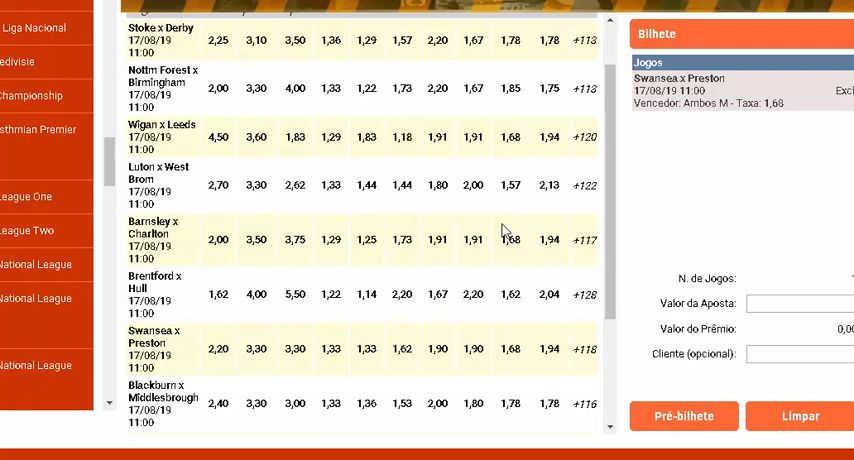 Liga Nacional
edivisie
Championship
sthmian Premier
League One
League Two
National League
National League
National League
Stoke x Derby
17/08/19
11:00
2,25 3,10 3,50 1,36 1,29 1,57 2,20 1,67 1,78 1,78 +113
Nottm Forest x
Birmingham
17/08/19
11:00
2,00 3,30 4,00 1,33 1,22 1,73 2,20 1,67 1,85 1,75 +113
Wigan x Leeds
17/08/19
11:00
4,50 3,60 1,83 1,29 1,83 1,18 1,91 1,91 1,68 1,94 +120
Luton x West
Brom
17/08/19
11:00
2,70 3,30 2,62 1,33 1,44 1,44 1,80 2,00 1,57 2,13 +122
Barnsley x
Charlton
17/08/19
11:00
2,00 3,50 3,75 1,29 1,25 1,73 1,91 1,91 1,68 1,94 +117
Brentford x
Hull
17/08/19
11:00
1,62 4,00 5,50 1,22 1,14 2,20 1,67 2,20 1,62 2,04 +128
Swansea x
Preston
17/08/19
11:00
2,20 3,30 3,30 1,33 1,33 1,62 1,90 1,90 1,68 1,94 +118
Blackburn x
Middlesbrough
17/08/19
11:00
2,40 3,30 3,00 1,33 1,36 1,53 2,00 1,80 1,78 1,78 +116
Bilhete
Jogos
Swansea x Preston
17/08/19 11:00 Excl
Vencedor: Ambos M - Taxa: 1,68
N. de Jogos:
Valor da Aposta:
Valor do Prêmio: 0,00
Cliente (opcional):
Pré-bilhete Limpar